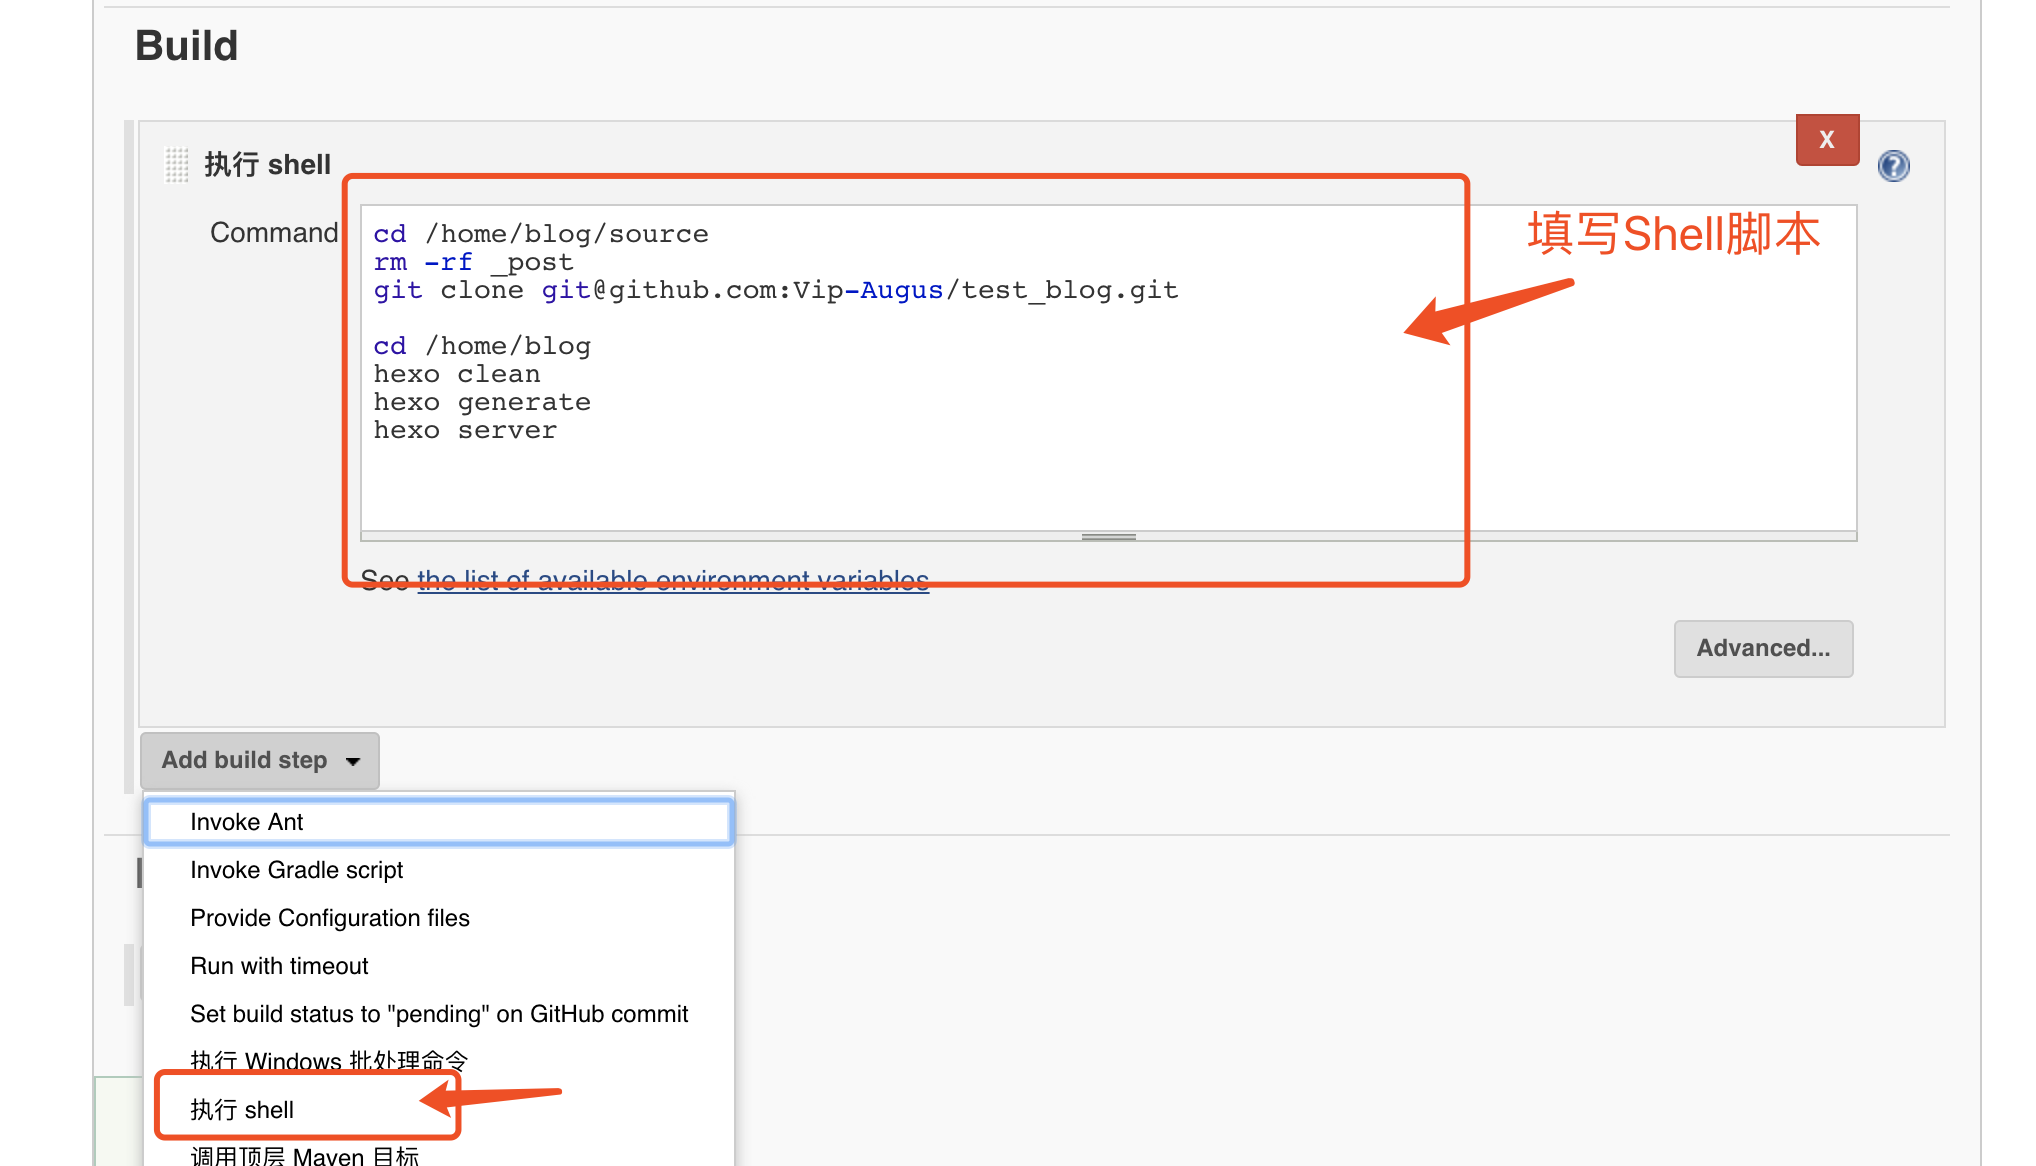 Build
执行 shell
X
?
Command
cd /home/blog/source
rm -rf _post
git clone git@github.com:Vip-Augus/test_blog.git
cd /home/blog
hexo clean
hexo generate
hexo server
填写Shell脚本
See the list of available environment variables
Advanced...
Add build step
Invoke Ant
Invoke Gradle script
Provide Configuration files
Run with timeout
Set build status to "pending" on GitHub commit
执行 Windows 批处理命令
执行 shell
调用顶层 Maven 目标